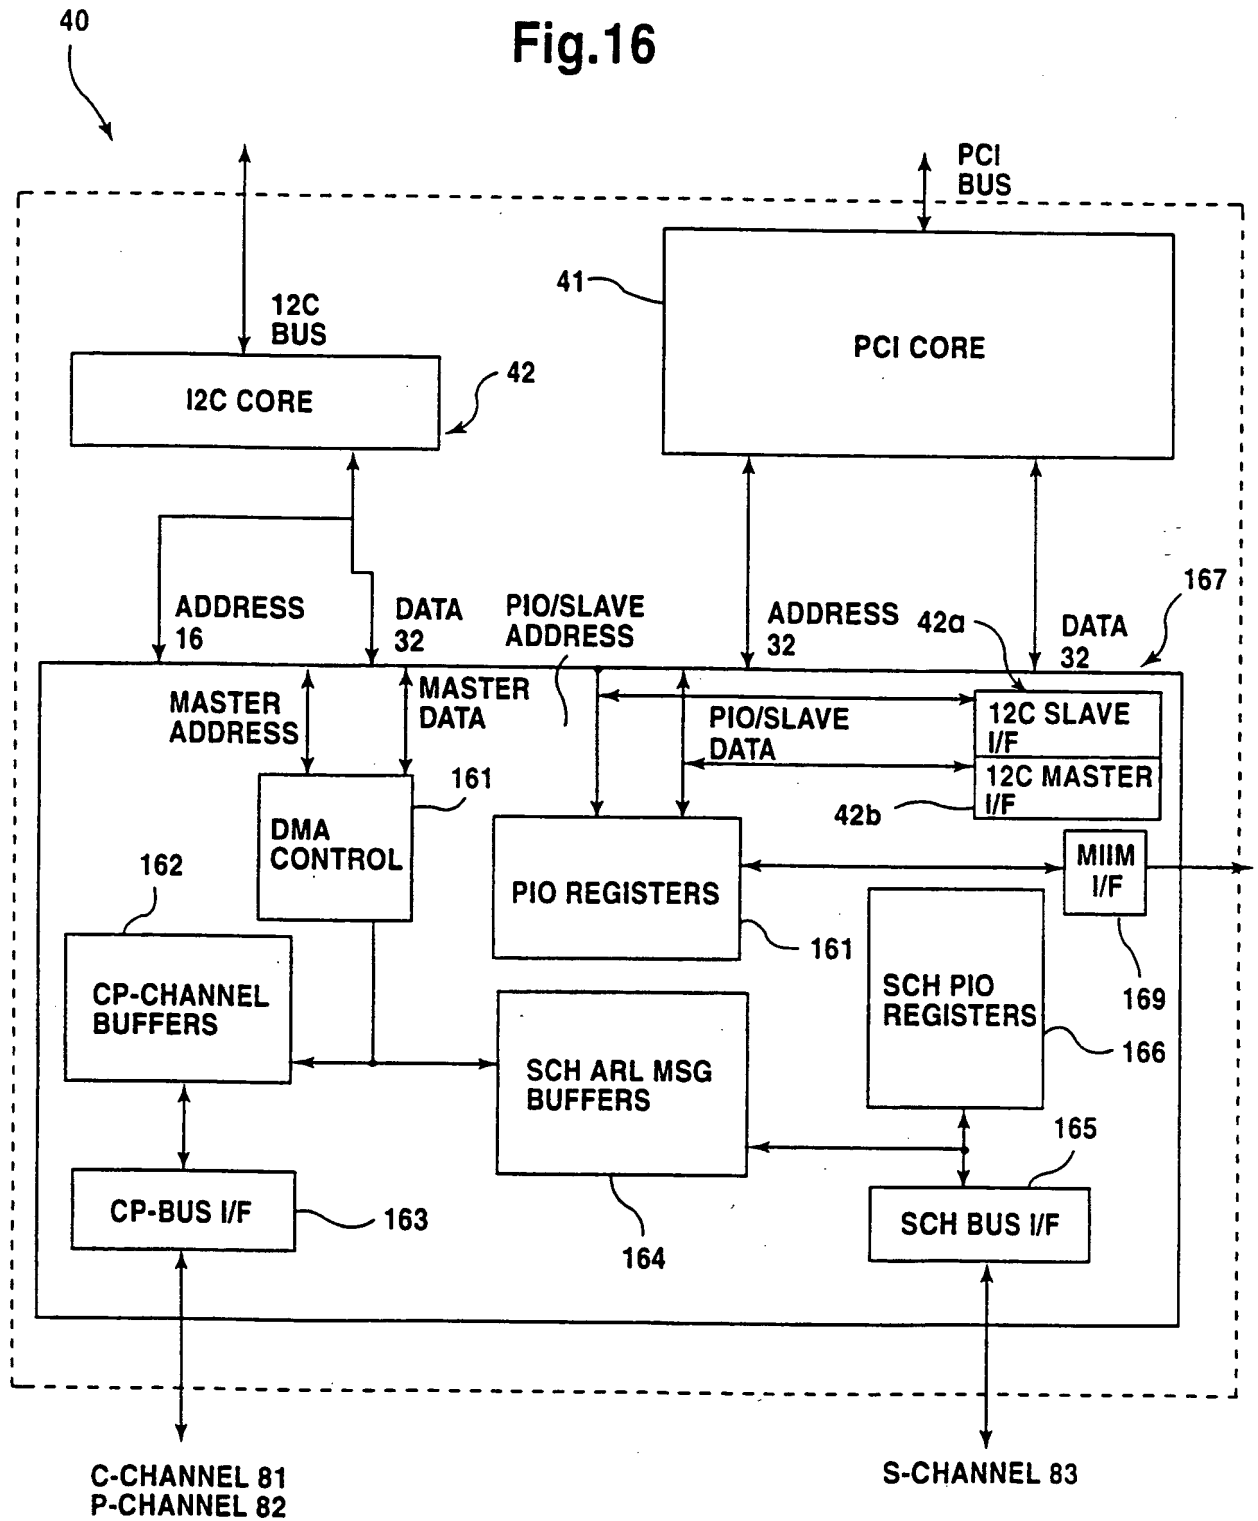 40
Fig.16
PCI
BUS
41
12C
BUS
PCI CORE
I2C CORE
42
ADDRESS
16
DATA
32
PIO/SLAVE
ADDRESS
ADDRESS
32
42a
DATA
32
167
MASTER
ADDRESS
MASTER
DATA
PIO/SLAVE
DATA
12C SLAVE
I/F
12C MASTER
I/F
42b
161
DMA
CONTROL
162
PIO REGISTERS
161
MIIM
I/F
169
CP-CHANNEL
BUFFERS
SCH PIO
REGISTERS
166
SCH ARL MSG
BUFFERS
165
CP-BUS I/F
163
164
SCH BUS I/F
C-CHANNEL 81
P-CHANNEL 82
S-CHANNEL 83